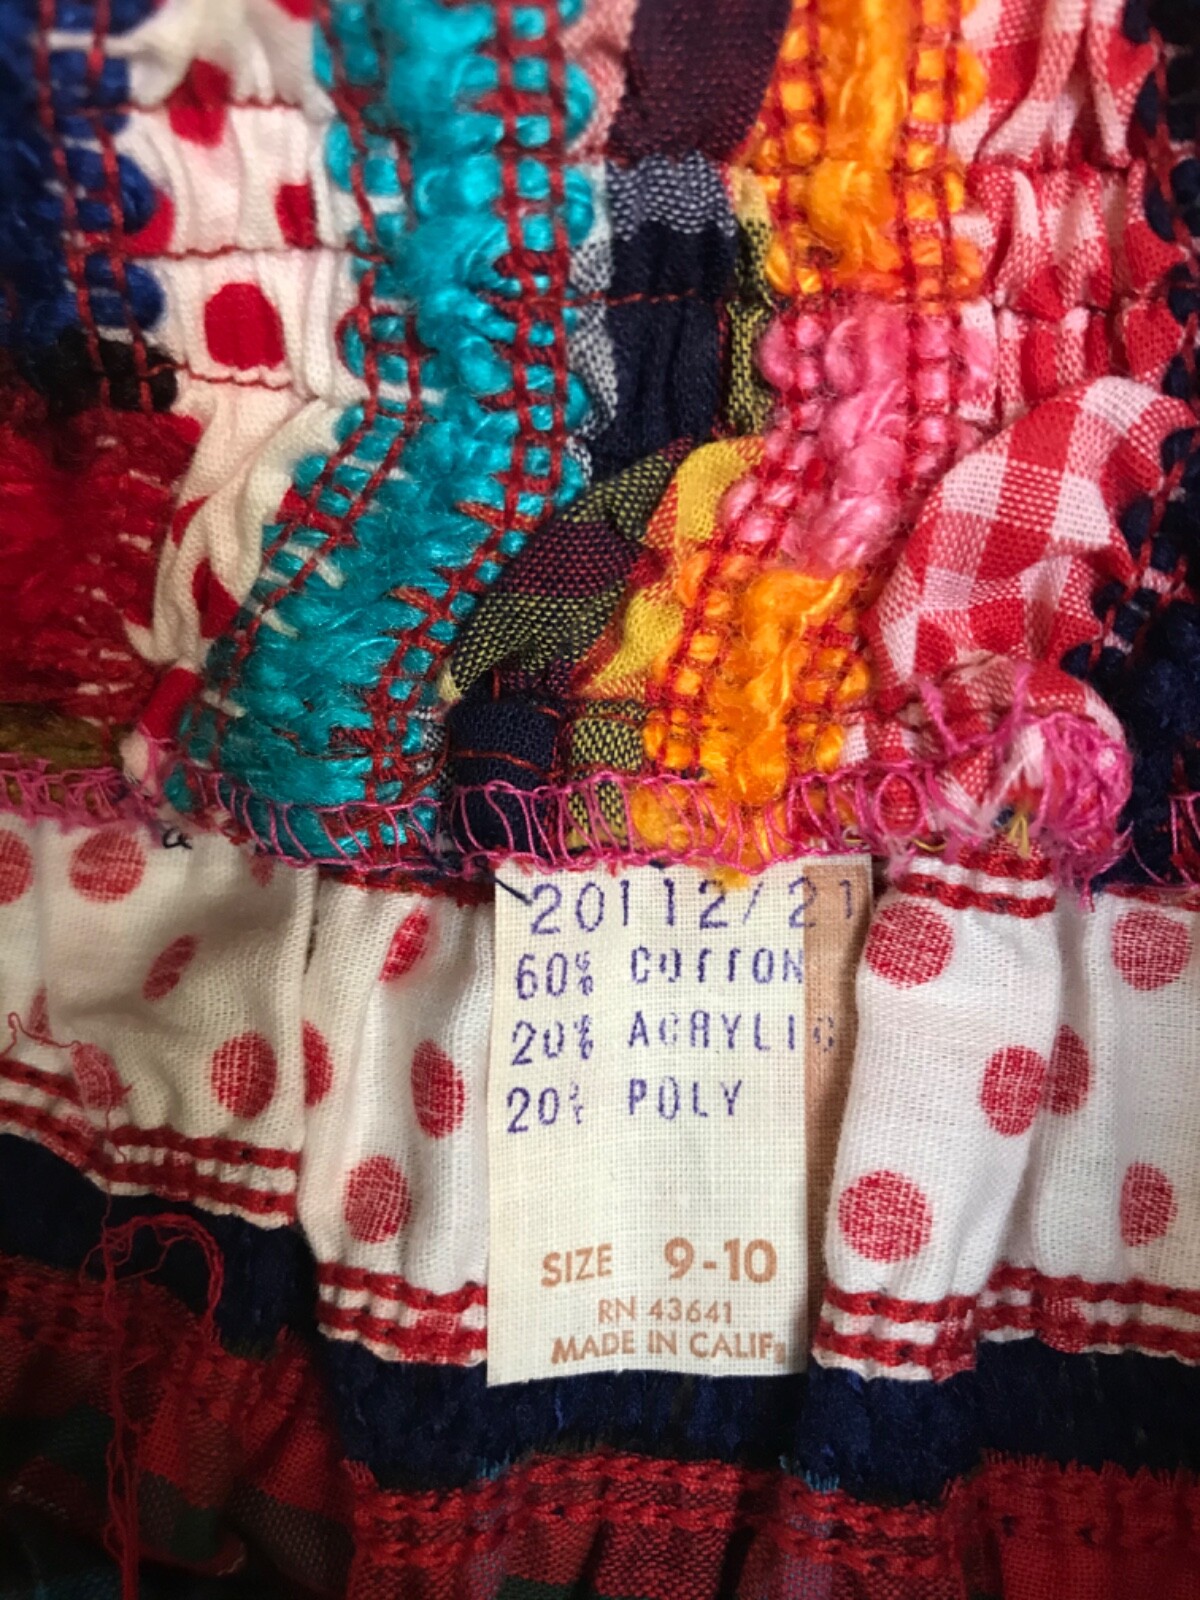 20112/21
60% COTTON
20% ACRYLIC
20% POLY
SIZE 9-10
RN 43641
MADE IN CALIF.